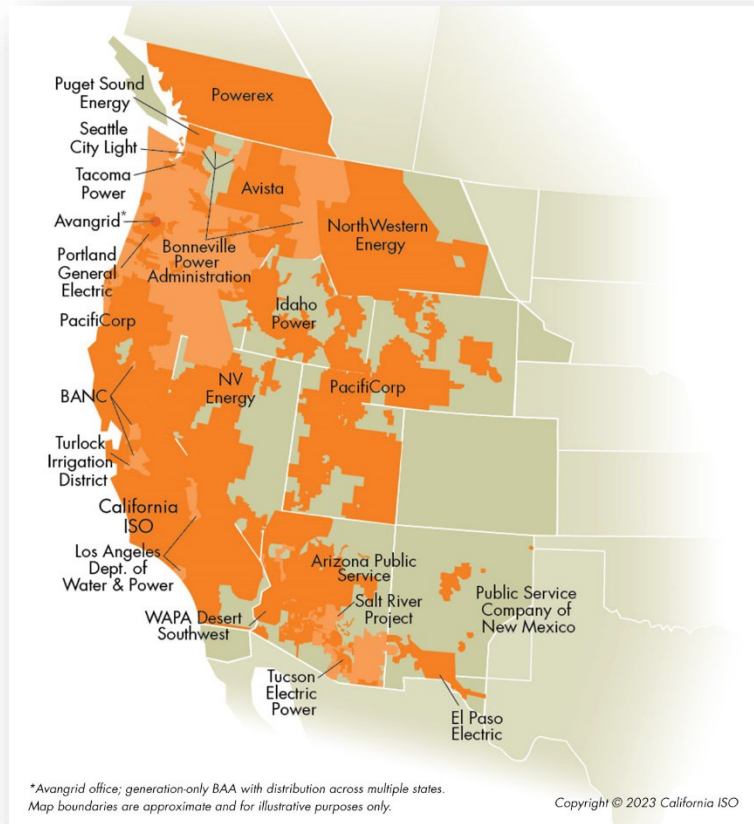 Powerex
Puget Sound
Energy
Seattle
City Light
Tacoma
Power
Avista
Avangrid*
NorthWestern
Energy
Portland
General
Electric
Bonneville
Power
Administration
Idaho
Power
PacifiCorp
NV
Energy
PacifiCorp
BANC
Turlock
Irrigation
District
California
ISO
Los Angeles
Dept. of
Water & Power
Arizona Public
Service
Salt River
Project
Public Service
Company of
New Mexico
WAPA Desert
Southwest
Tucson
Electric
Power
El Paso
Electric
*Avangrid office; generation-only BAA with distribution across multiple states.
Map boundaries are approximate and for illustrative purposes only.
Copyright © 2023 California ISO